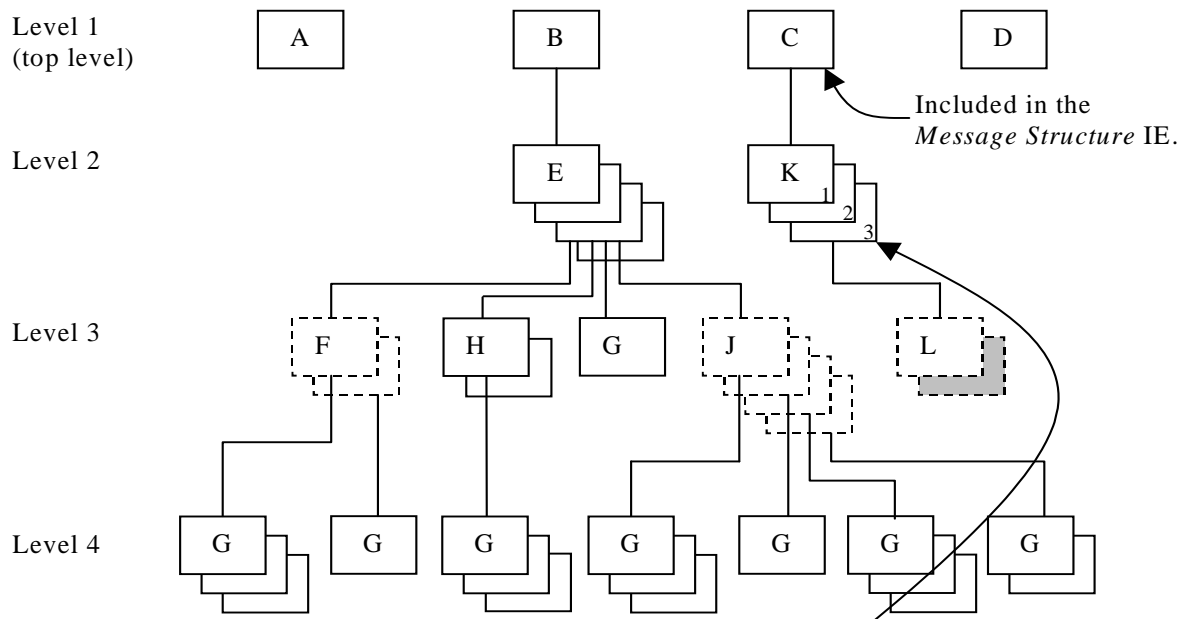 Level 1
(top level)
A
B
C
D
Included in the
Message Structure IE.
Level 2
E
K
1
2
3
Level 3
F
H
G
J
L
Level 4
G
G
G
G
G
G
G